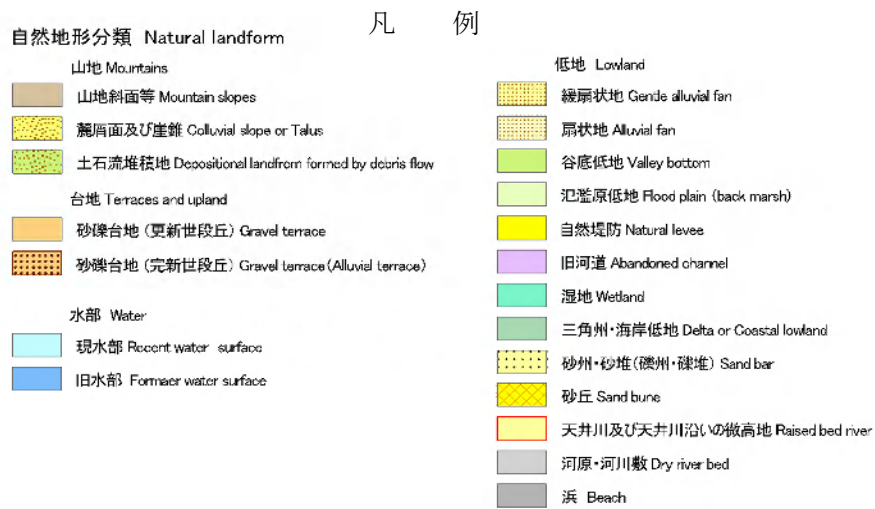 凡 例
自然地形分類 Natural landform
山地 Mountains
山地斜面等 Mountain slopes
麓屑面及び崖錐 Colluvial slope or Talus
土石流堆積地 Depositional landfrom formed by debris flow
台地 Terraces and upland
砂礫台地（更新世段丘）Gravel terrace
砂礫台地（完新世段丘）Gravel terrace（Alluvial terrace）
水部 Water
現水部 Recent water surface
旧水部 Formaer water surface
低地 Lowland
緩扇状地 Gentle alluvial fan
扇状地 Alluvial fan
谷底低地 Valley bottom
氾濫原低地 Flood plain（back marsh）
自然堤防 Natural levee
旧河道 Abandoned channel
湿地 Wetland
三角州・海岸低地 Delta or Coastal lowland
砂州・砂堆（礫州・礫堆）Sand bar
砂丘 Sand bune
天井川及び天井川沿いの微高地 Raised bed river
河原・河川敷 Dry river bed
浜 Beach